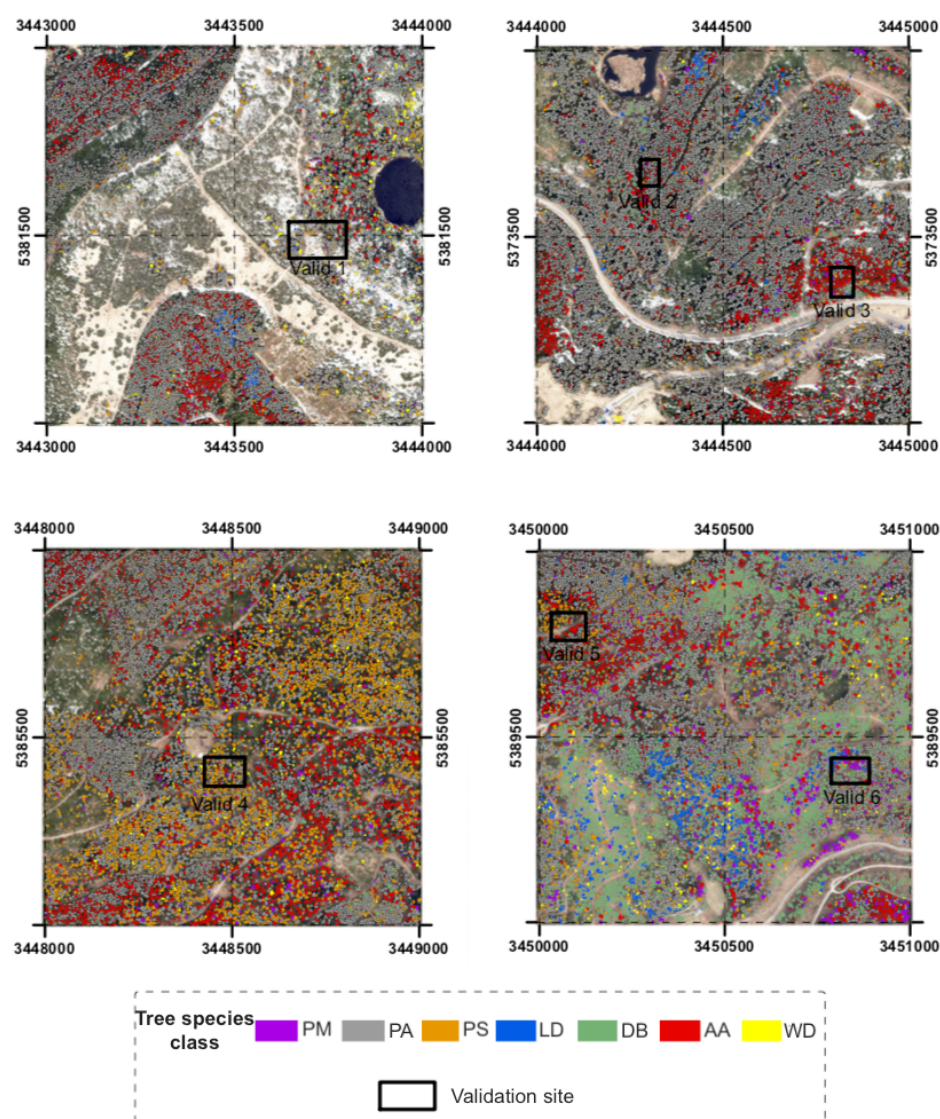 3443000 3443500 3444000
3444000 3444500 3445000
5381500
5381500
5373500
5373500
Valid 1
Valid 2
Valid 3
3443000 3443500 3444000
3444000 3444500 3445000
3448000 3448500 3449000
3450000 3450500 3451000
5385500
5385500
5389500
5389500
Valid 4
Valid 5
Valid 6
3448000 3448500 3449000
3450000 3450500 3451000
Tree species
class
PM PA PS LD DB AA WD
Validation site